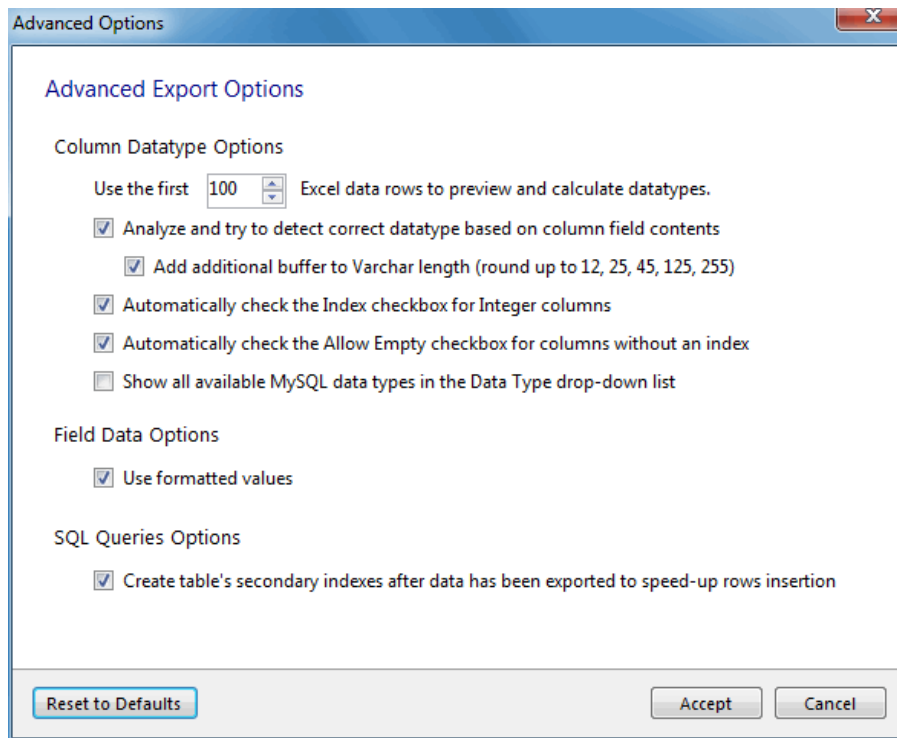 Advanced Options
Advanced Export Options
Column Datatype Options
Use the first 100 Excel data rows to preview and calculate datatypes.
Analyze and try to detect correct datatype based on column field contents
Add additional buffer to Varchar length (round up to 12, 25, 45, 125, 255)
Automatically check the Index checkbox for Integer columns
Automatically check the Allow Empty checkbox for columns without an index
Show all available MySQL data types in the Data Type drop-down list
Field Data Options
Use formatted values
SQL Queries Options
Create table's secondary indexes after data has been exported to speed-up rows insertion
Reset to Defaults Accept Cancel